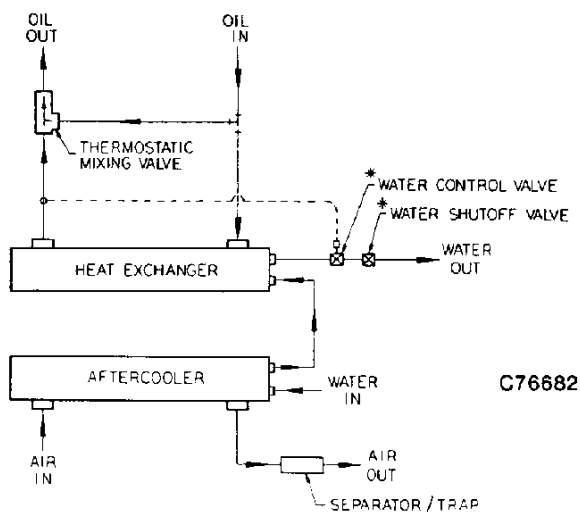 OIL
OUT
OIL
IN
THERMOSTATIC
MIXING VALVE
* WATER CONTROL VALVE
* WATER SHUTOFF VALVE
HEAT EXCHANGER
WATER
OUT
AFTERCOOLER
WATER
IN
C76682
AIR
IN
AIR
OUT
SEPARATOR/TRAP